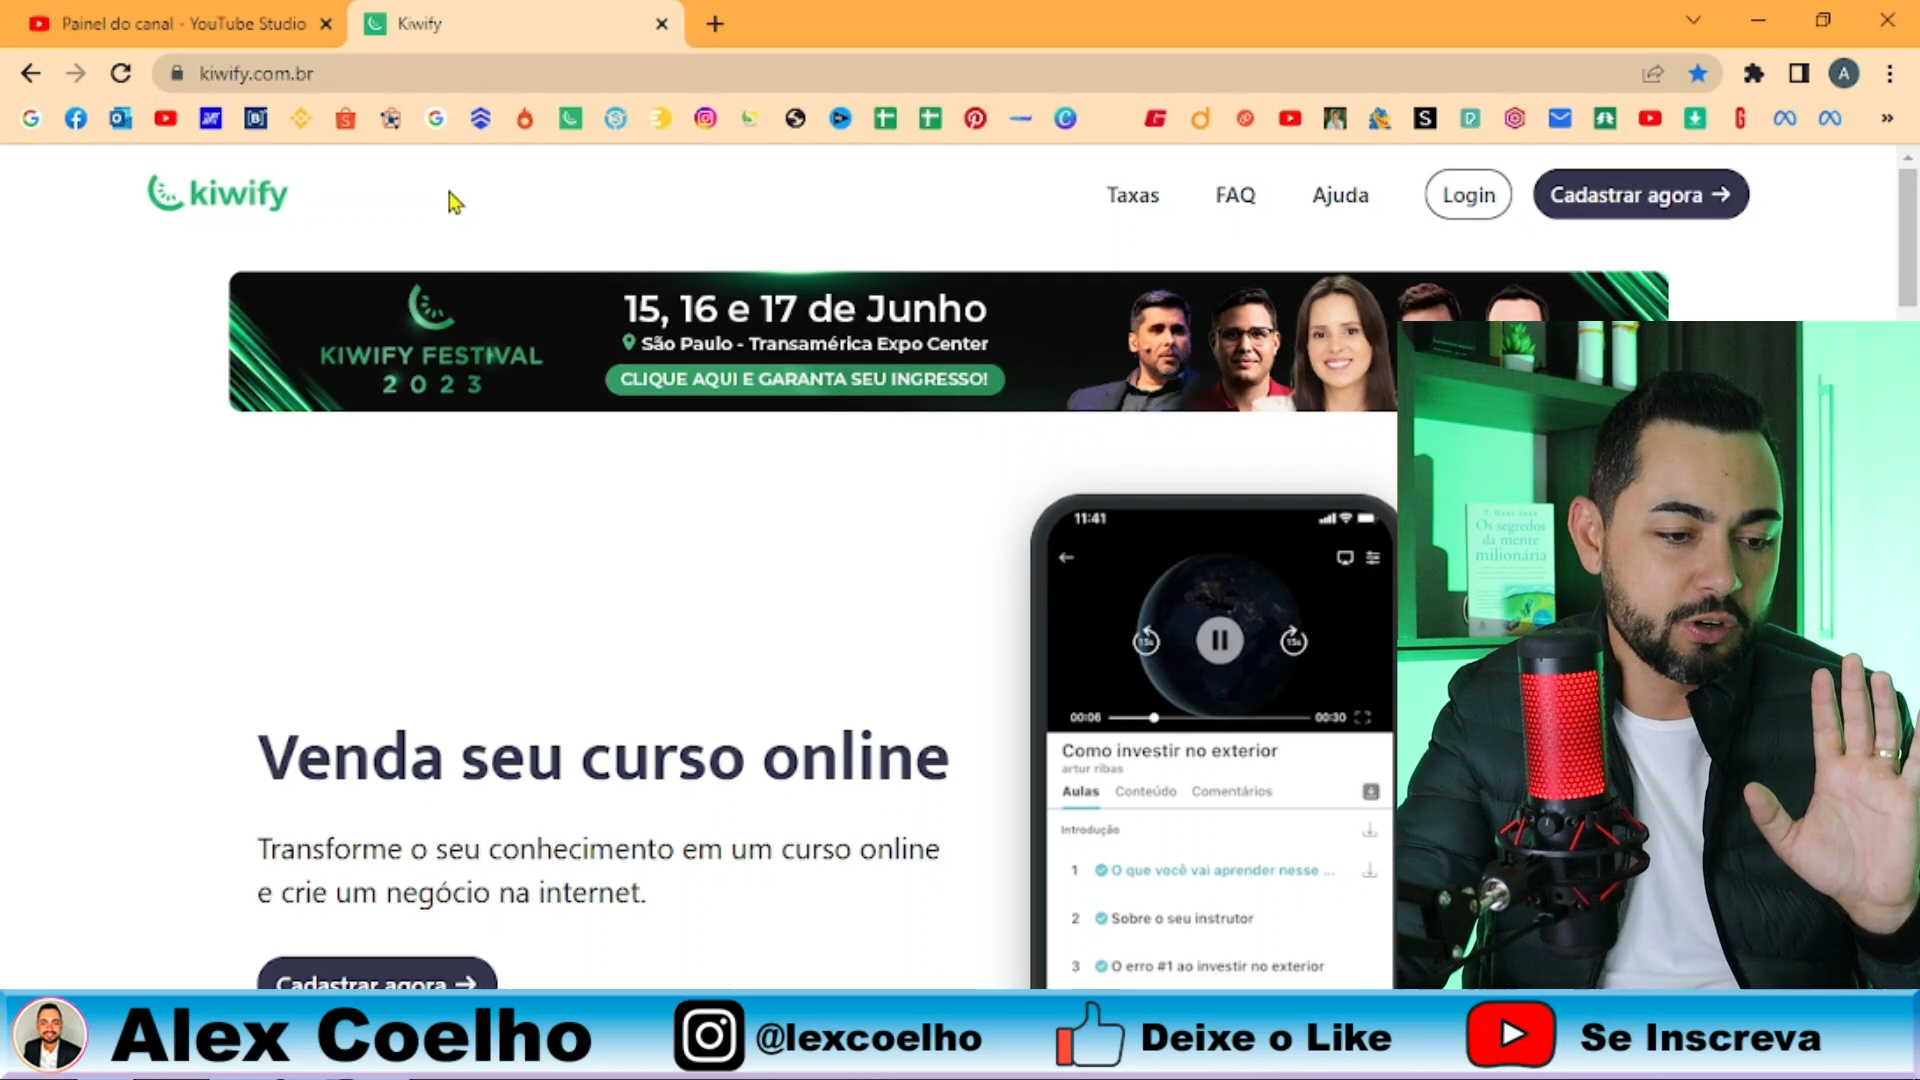 Painel do canal - YouTube Studio
Kiwify
kiwify.com.br
A
kiwify
Taxas
FAQ
Ajuda
Login
Cadastrar agora →
KIWIFY FESTIVAL
2023
15, 16 e 17 de Junho
São Paulo - Transamérica Expo Center
CLIQUE AQUI E GARANTA SEU INGRESSO!
Venda seu curso online
Transforme o seu conhecimento em um curso online
e crie um negócio na internet.
Cadastrar agora →
11:41
15s
15s
00:06
00:30
Como investir no exterior
artur ribas
Aulas Conteúdo Comentários
Introdução
1 O que você vai aprender nesse ...
2 Sobre o seu instrutor
3 O erro #1 ao investir no exterior
Os segredos
da mente
milionária
Alex Coelho
@lexcoelho
Deixe o Like
Se Inscreva